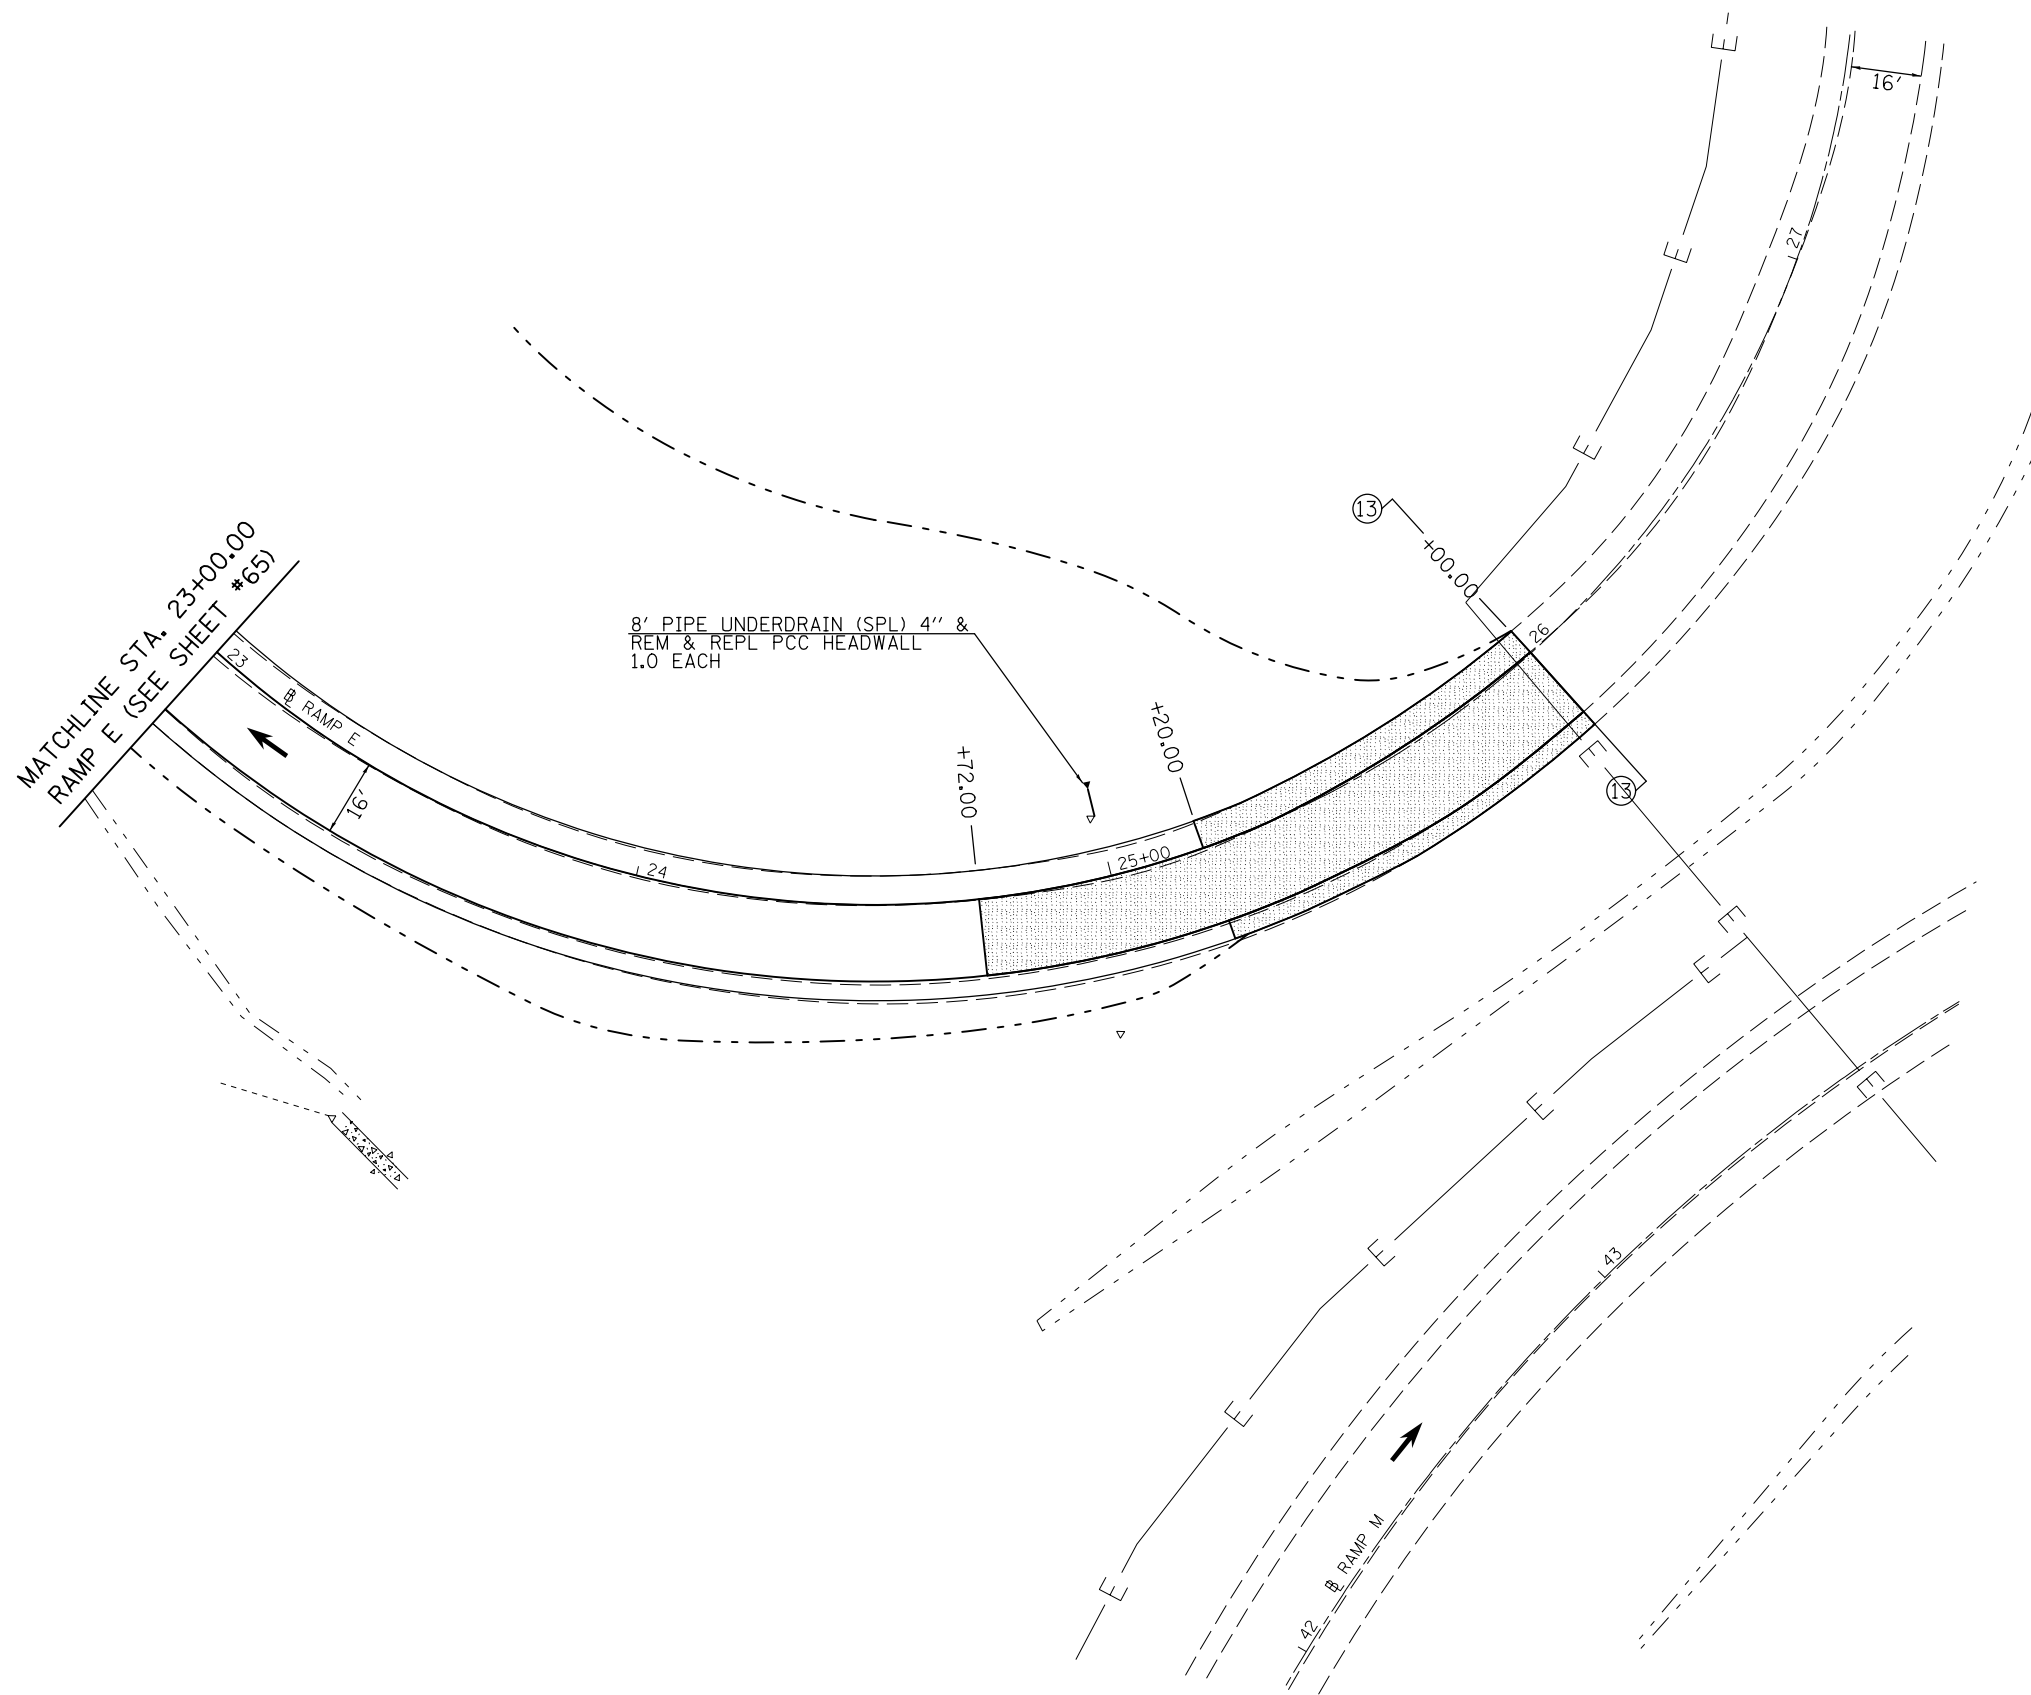 E
16'
27
E
E
13
+00.00
MATCHLINE STA. 23+00.00
RAMP E (SEE SHEET #65)
8' PIPE UNDERDRAIN (SPL) 4'' &
REM & REPL PCC HEADWALL
1.0 EACH
26
23
BL RAMP E
16'
+20.00
+72.00
E
13
25+00
24
E
E
E
E
E
43
E
BL RAMP M
E
42